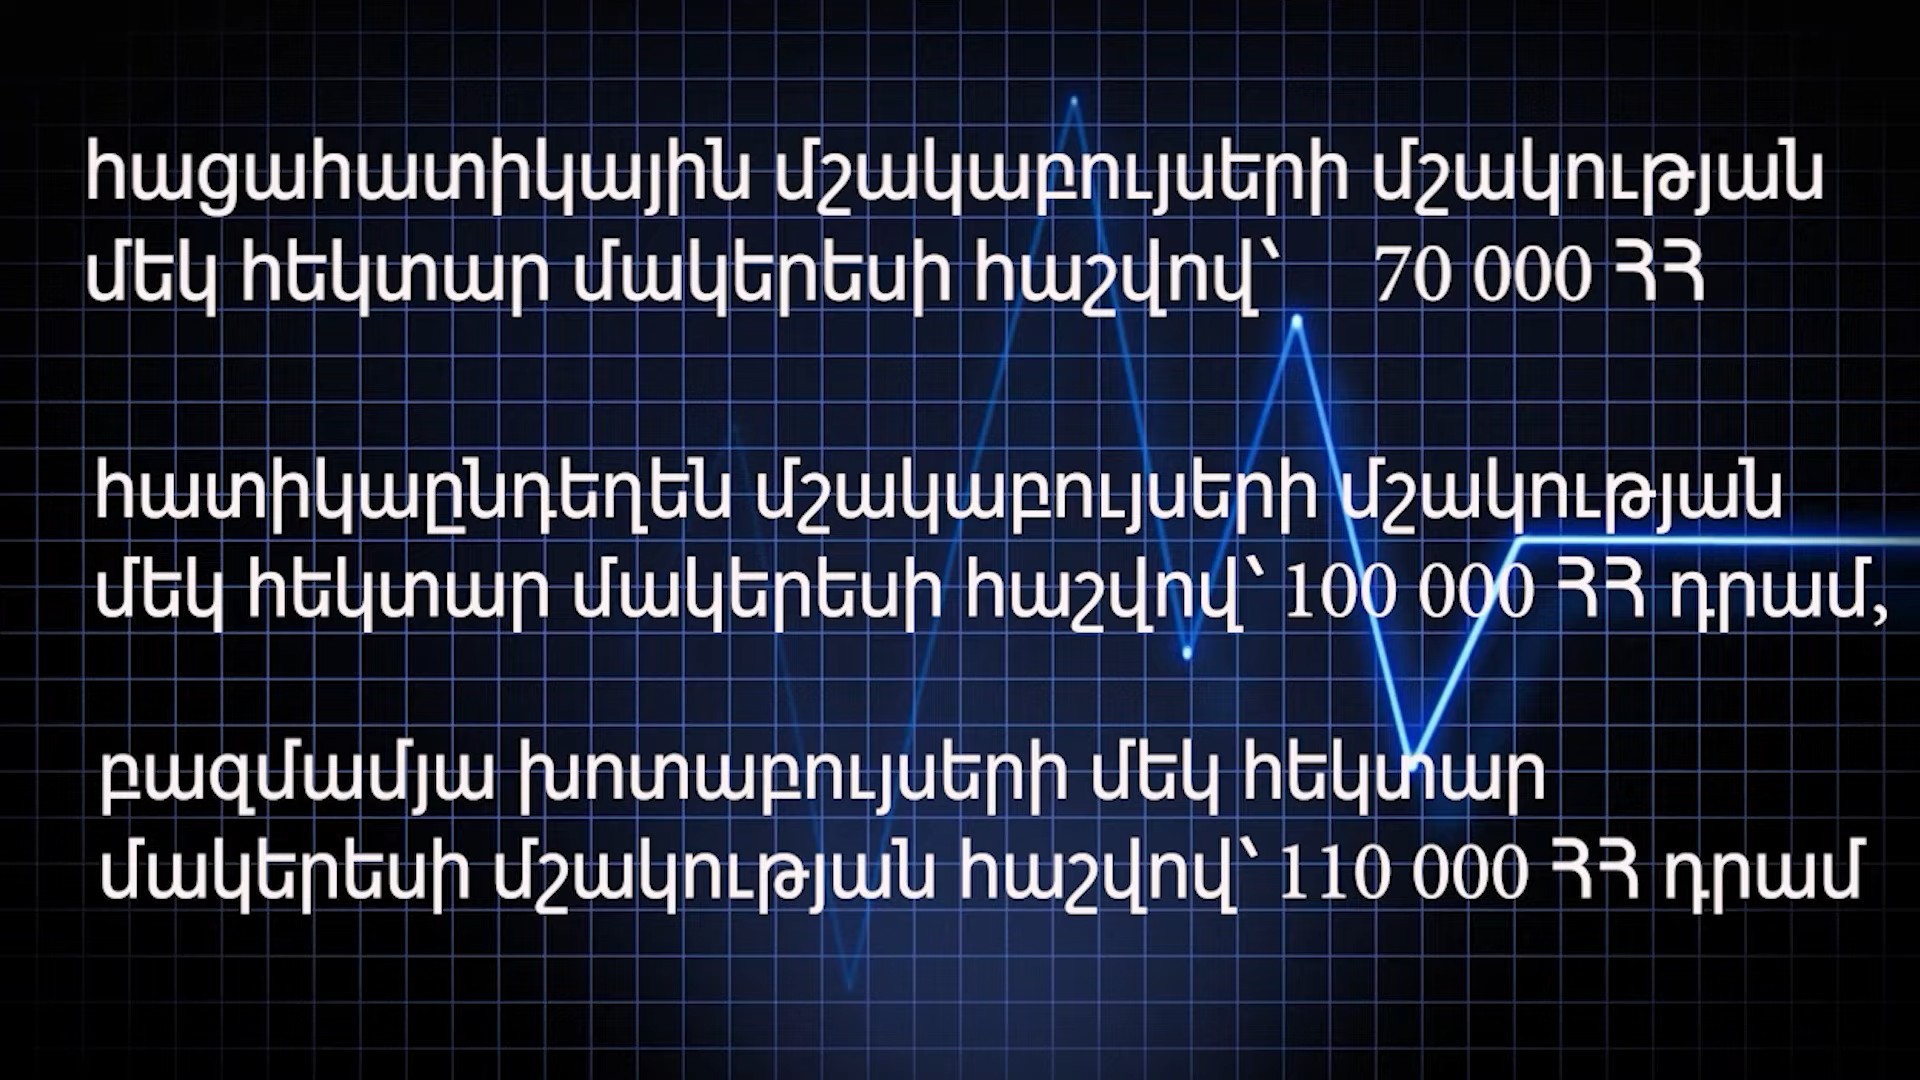 հացահատիկային մշակաբույսերի մշակության
մեկ հեկտար մակերեսի հաշվով՝ 70 000 ՀՀ
հատիկաընդեղեն մշակաբույսերի մշակության
մեկ հեկտար մակերեսի հաշվով՝ 100 000 ՀՀ դրամ,
բազմամյա խոտաբույսերի մեկ հեկտար
մակերեսի մշակության հաշվով՝ 110 000 ՀՀ դրամ